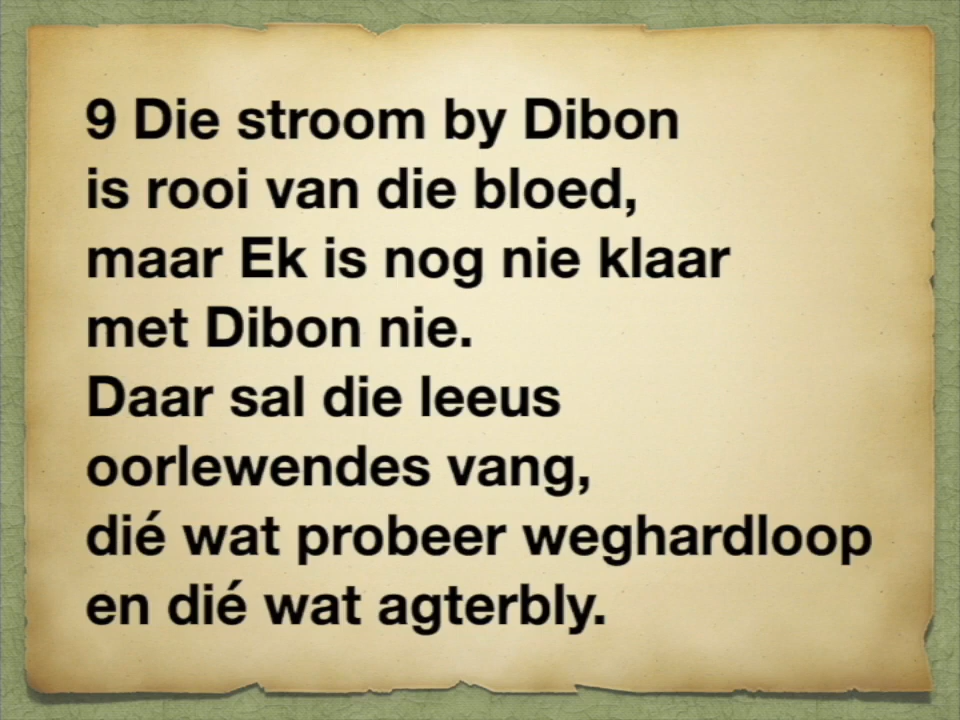 9 Die stroom by Dibon
is rooi van die bloed,
maar Ek is nog nie klaar
met Dibon nie.
Daar sal die leeus
oorlewendes vang,
dié wat probeer weghardloop
en dié wat agterbly.